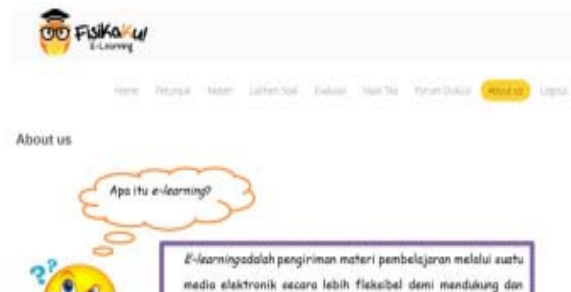 FisikaKu!
E-Learning
Home Petunjuk Materi Latihan Soal Evaluasi Hasil Tes Forum Diskusi About us Logout
About us
Apa itu e-learning?
E-learningadalah pengiriman materi pembelajaran melalui suatu
media elektronik secara lebih fleksibel demi mendukung dan
??